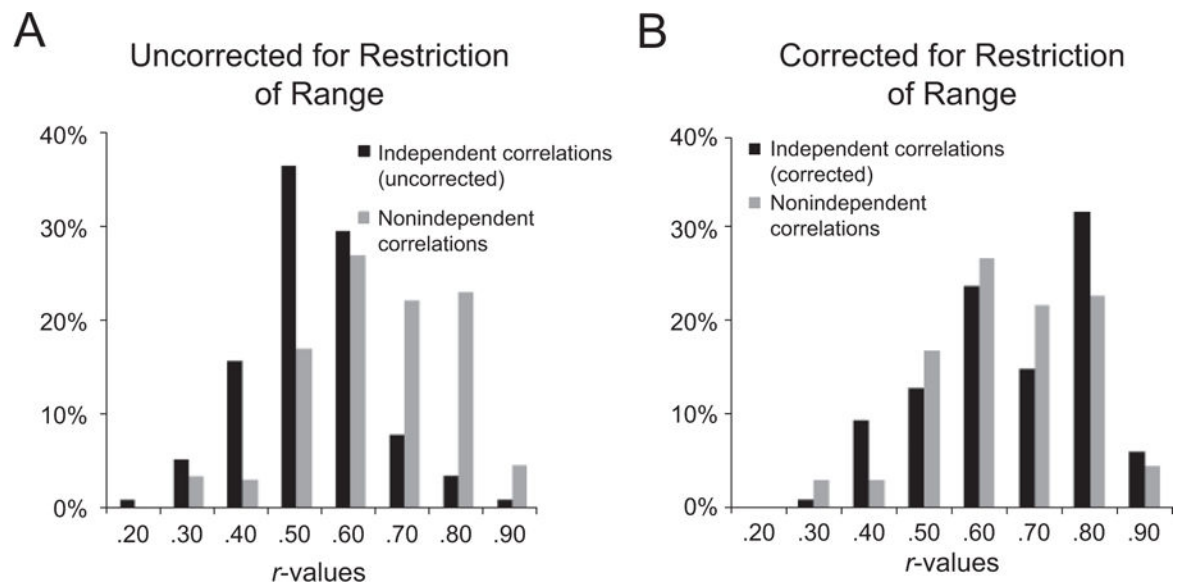 A
Uncorrected for Restriction
of Range
40%
30%
20%
10%
0%
Independent correlations
(uncorrected)
Nonindependent
correlations
.20 .30 .40 .50 .60 .70 .80 .90
r-values
B
Corrected for Restriction
of Range
40%
30%
20%
10%
0%
Independent correlations
(corrected)
Nonindependent
correlations
.20 .30 .40 .50 .60 .70 .80 .90
r-values